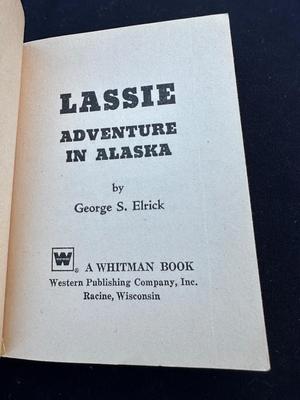 LASSIE
ADVENTURE
IN ALASKA
by
George S. Elrick
W ® A WHITMAN BOOK
Western Publishing Company, Inc.
Racine, Wisconsin